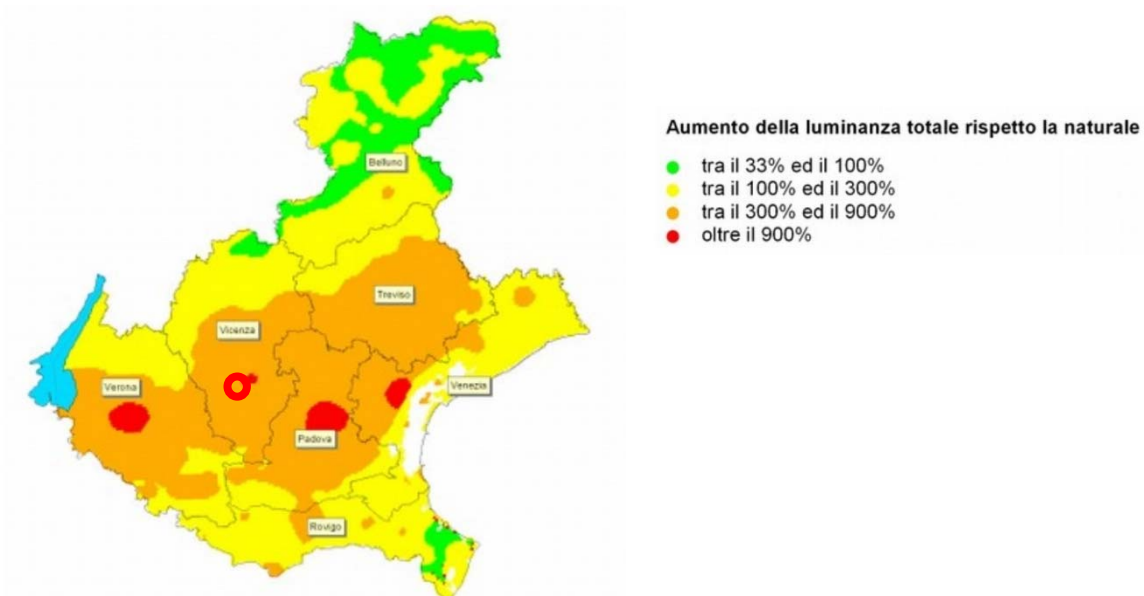 Aumento della luminanza totale rispetto la naturale
tra il 33% ed il 100%
tra il 100% ed il 300%
tra il 300% ed il 900%
oltre il 900%
Belluno
Treviso
Vicenza
Verona
Venezia
Padova
Rovigo